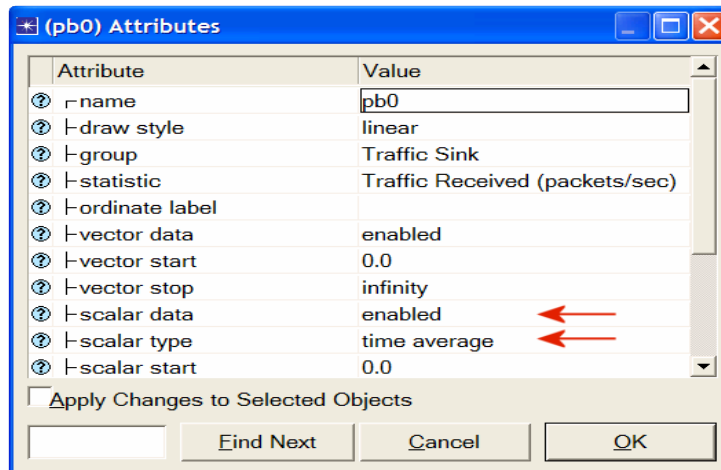 (pb0) Attributes
Attribute Value
name pb0
draw style linear
group Traffic Sink
statistic Traffic Received (packets/sec)
ordinate label
vector data enabled
vector start 0.0
vector stop infinity
scalar data enabled
scalar type time average
scalar start 0.0
Apply Changes to Selected Objects
Find Next Cancel OK